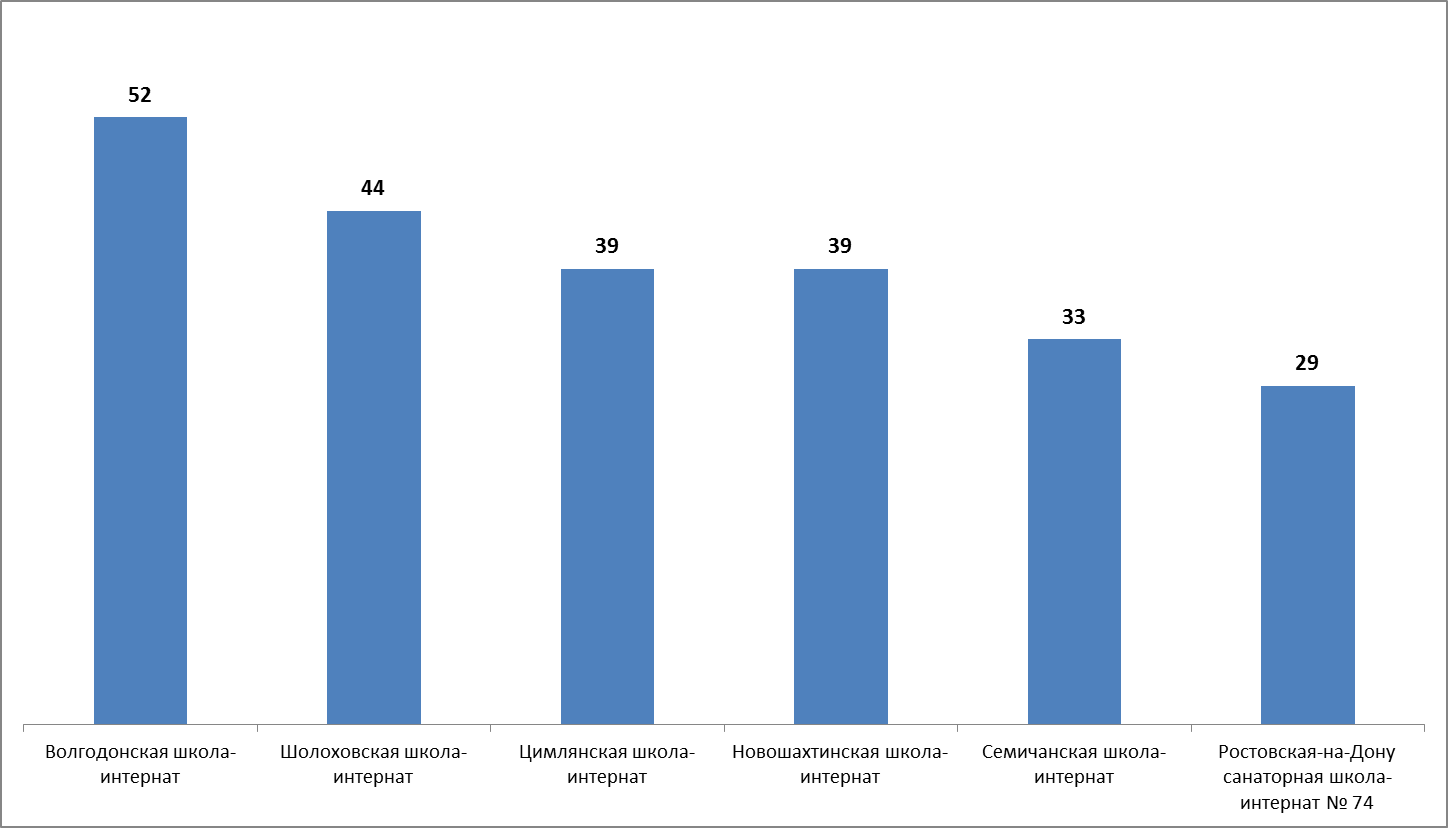 52
44
39
39
33
29
Волгодонская школа-
интернат
Шолоховская школа-
интернат
Цимлянская школа-
интернат
Новошахтинская школа-
интернат
Семичанская школа-
интернат
Ростовская-на-Дону
санаторная школа-
интернат № 74